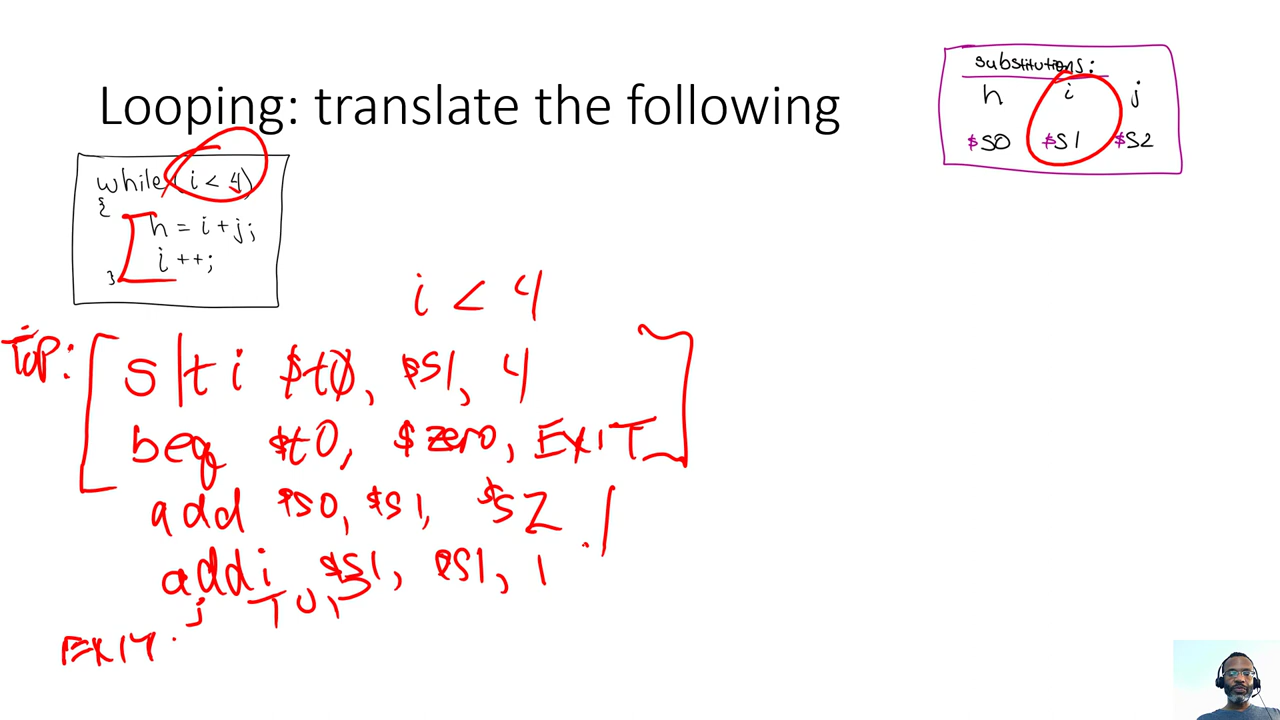 Looping: translate the following
substitutions:
h i j
$S0 $S1 $S2
while (i < 4)
{
h = i + j;
i ++;
}
i < 4
TOP: slti $t0, $S1, 4
beq $t0, $zero, EXIT
add $S0, $S1, $S2
addi $S1, $S1, 1
j
EXIT: